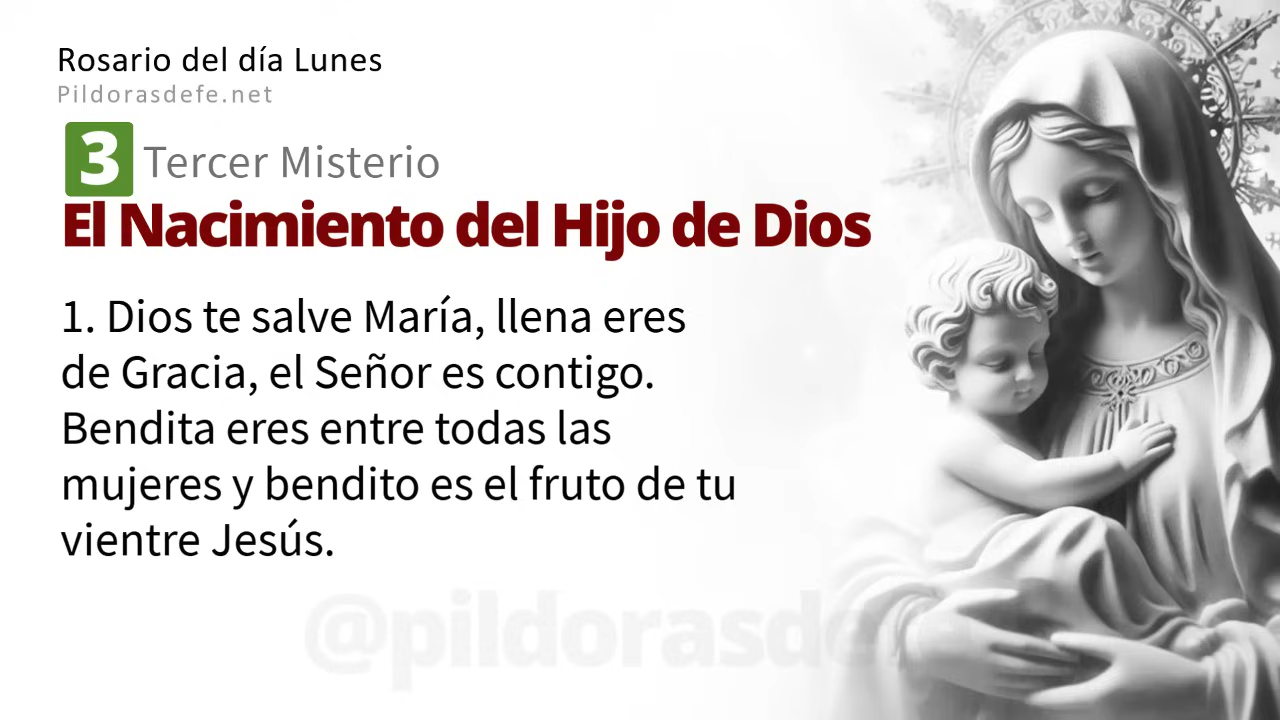 Rosario del día Lunes
Pildorasdefe.net
3 Tercer Misterio
El Nacimiento del Hijo de Dios
1. Dios te salve María, llena eres
de Gracia, el Señor es contigo.
Bendita eres entre todas las
mujeres y bendito es el fruto de tu
vientre Jesús.
@pildorasde